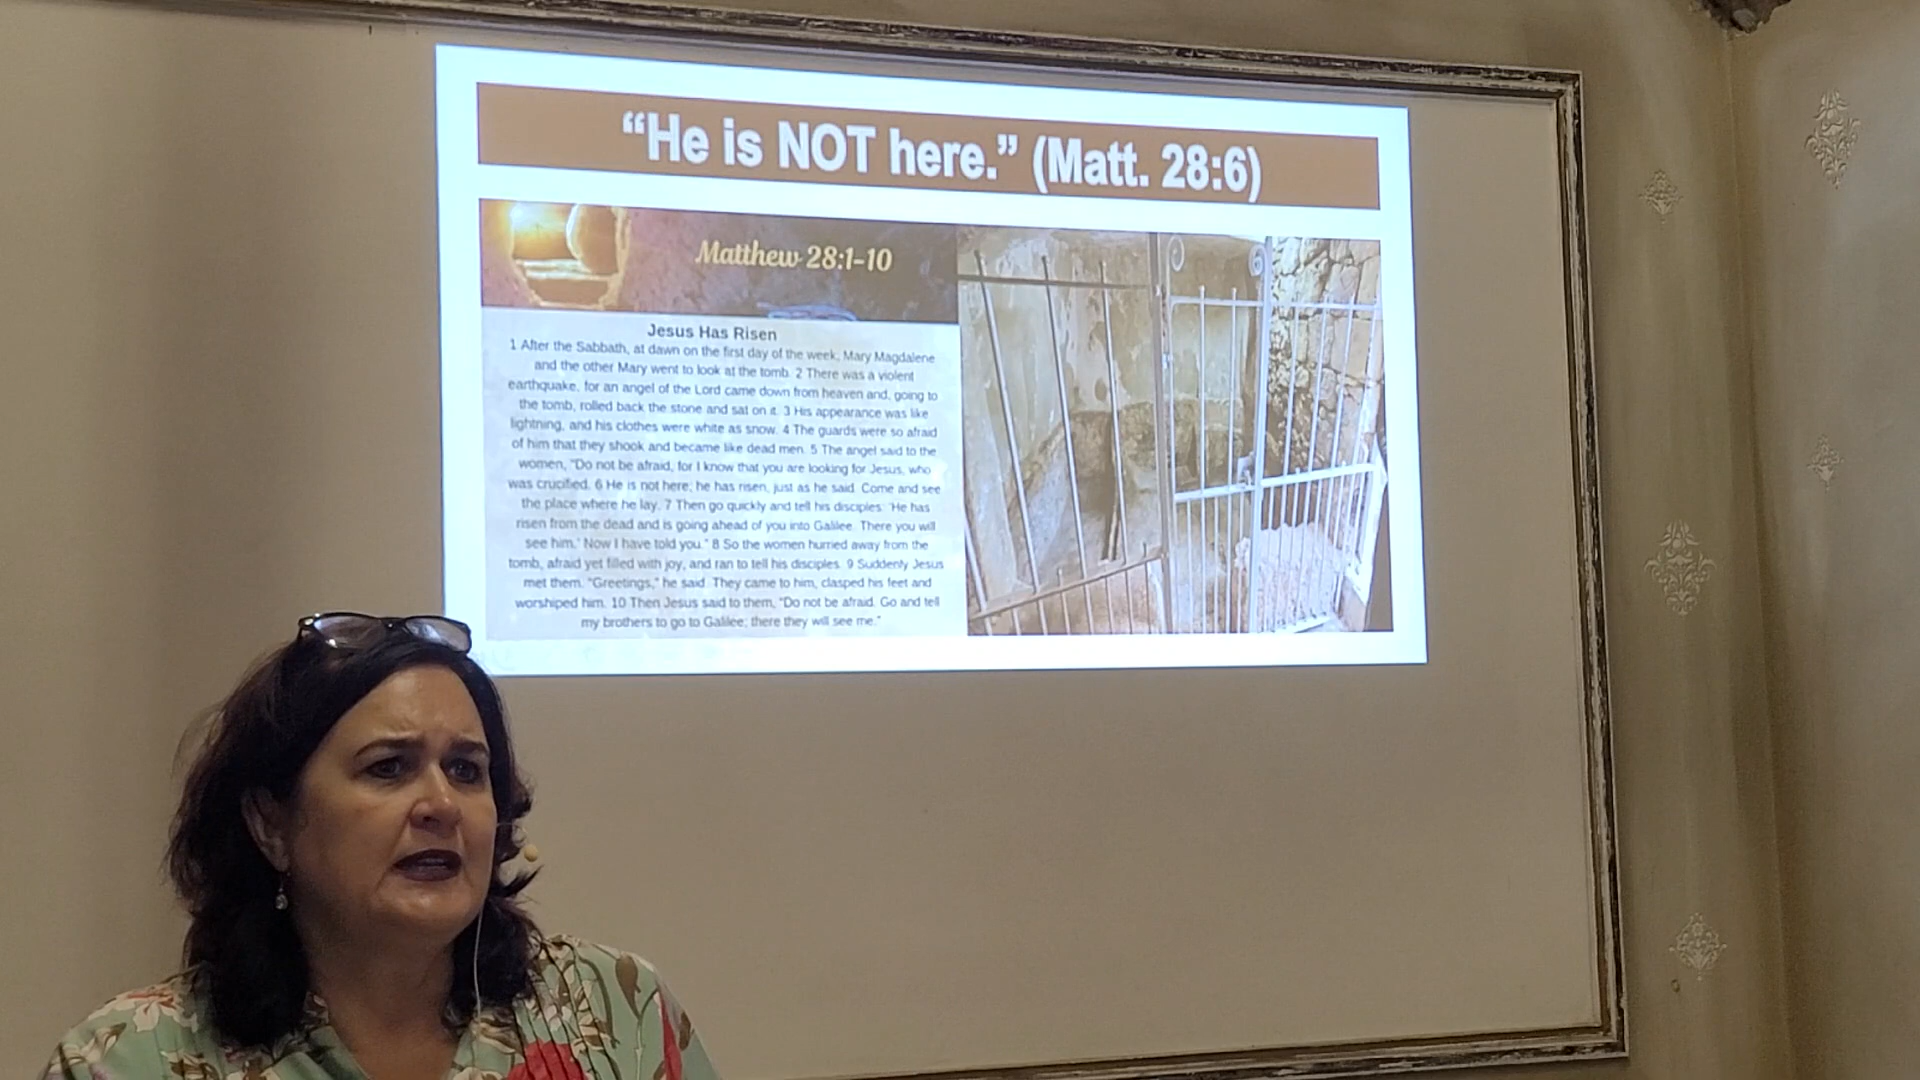 “He is NOT here.” (Matt. 28:6)
Matthew 28:1-10
Jesus Has Risen
1 After the Sabbath, at dawn on the first day of the week, Mary Magdalene
and the other Mary went to look at the tomb. 2 There was a violent
earthquake, for an angel of the Lord came down from heaven and, going to
the tomb, rolled back the stone and sat on it. 3 His appearance was like
lightning, and his clothes were white as snow. 4 The guards were so afraid
of him that they shook and became like dead men. 5 The angel said to the
women, "Do not be afraid, for I know that you are looking for Jesus, who
was crucified. 6 He is not here; he has risen, just as he said. Come and see
the place where he lay. 7 Then go quickly and tell his disciples: 'He has
risen from the dead and is going ahead of you into Galilee. There you will
see him.' Now I have told you." 8 So the women hurried away from the
tomb, afraid yet filled with joy, and ran to tell his disciples. 9 Suddenly Jesus
met them. "Greetings," he said. They came to him, clasped his feet and
worshiped him. 10 Then Jesus said to them, "Do not be afraid. Go and tell
my brothers to go to Galilee; there they will see me."